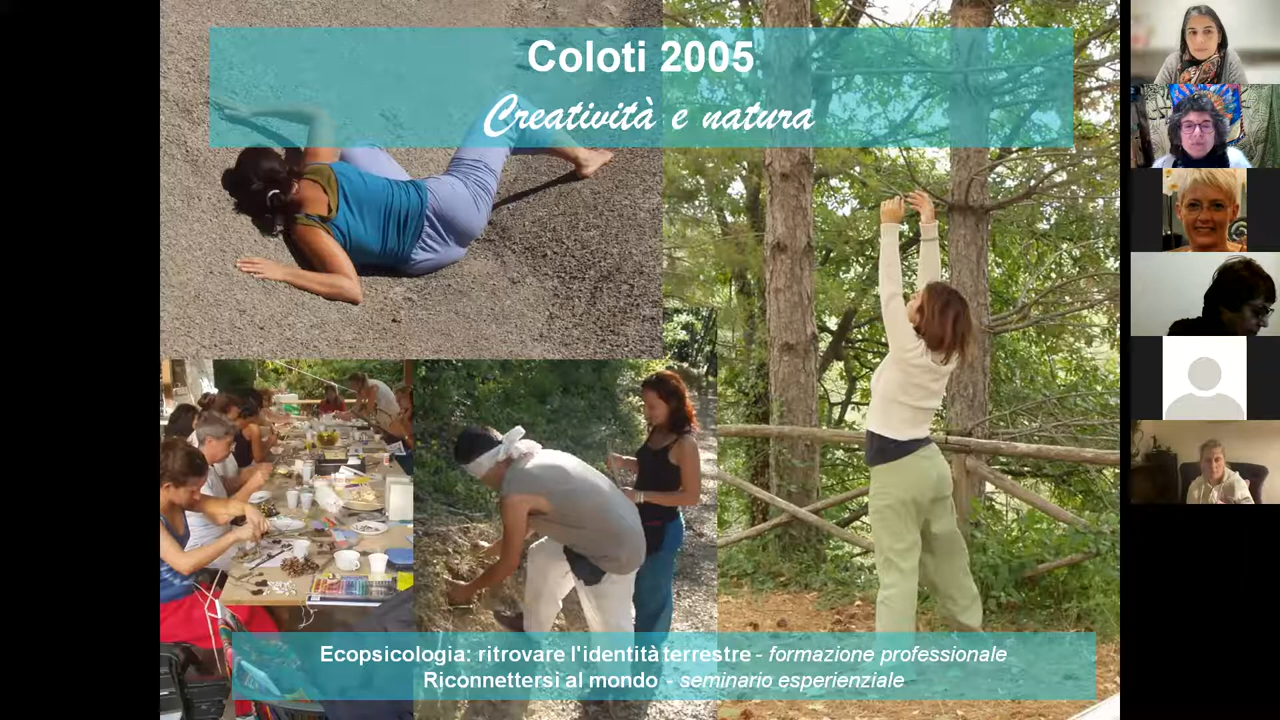 Coloti 2005
Creatività e natura
Ecopsicologia: ritrovare l'identità terrestre - formazione professionale
Riconnettersi al mondo - seminario esperienziale